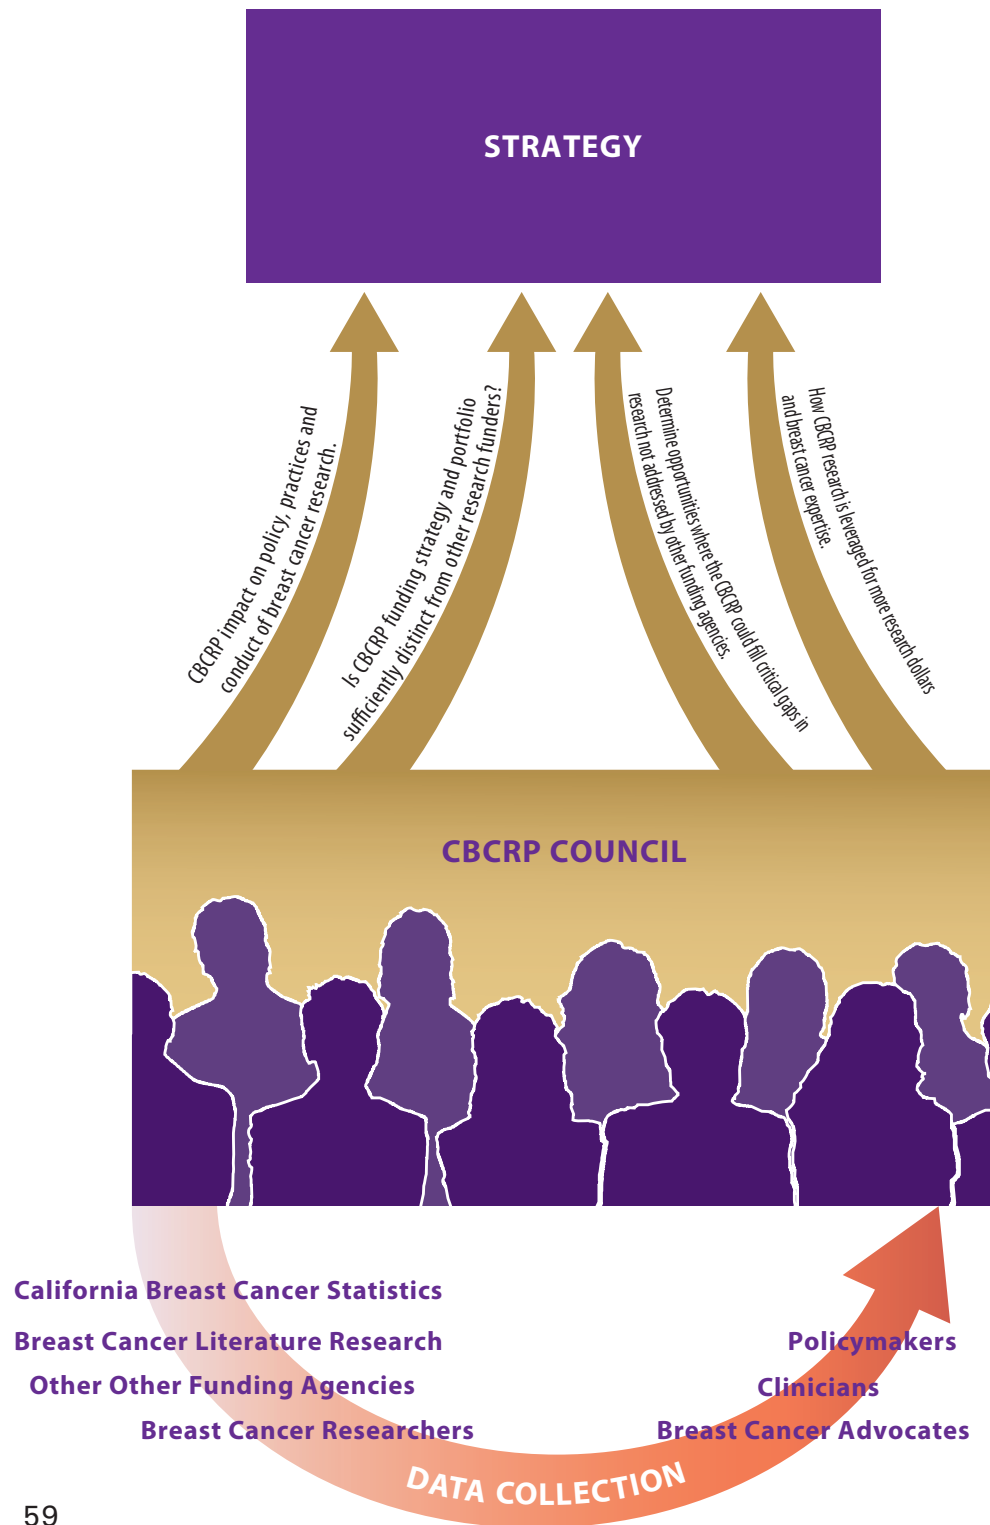 STRATEGY
CBCRP impact on policy, practices and
conduct of breast cancer research.
Is CBCRP funding strategy and portfolio
sufficiently distinct from other research funders?
Determine opportunities where the CBCRP could fill critical gaps in
research not addressed by other funding agencies.
How CBCRP research is leveraged for more research dollars
and breast cancer expertise.
CBCRP COUNCIL
California Breast Cancer Statistics
Breast Cancer Literature Research
Other Other Funding Agencies
Breast Cancer Researchers
Policymakers
Clinicians
Breast Cancer Advocates
DATA COLLECTION
59